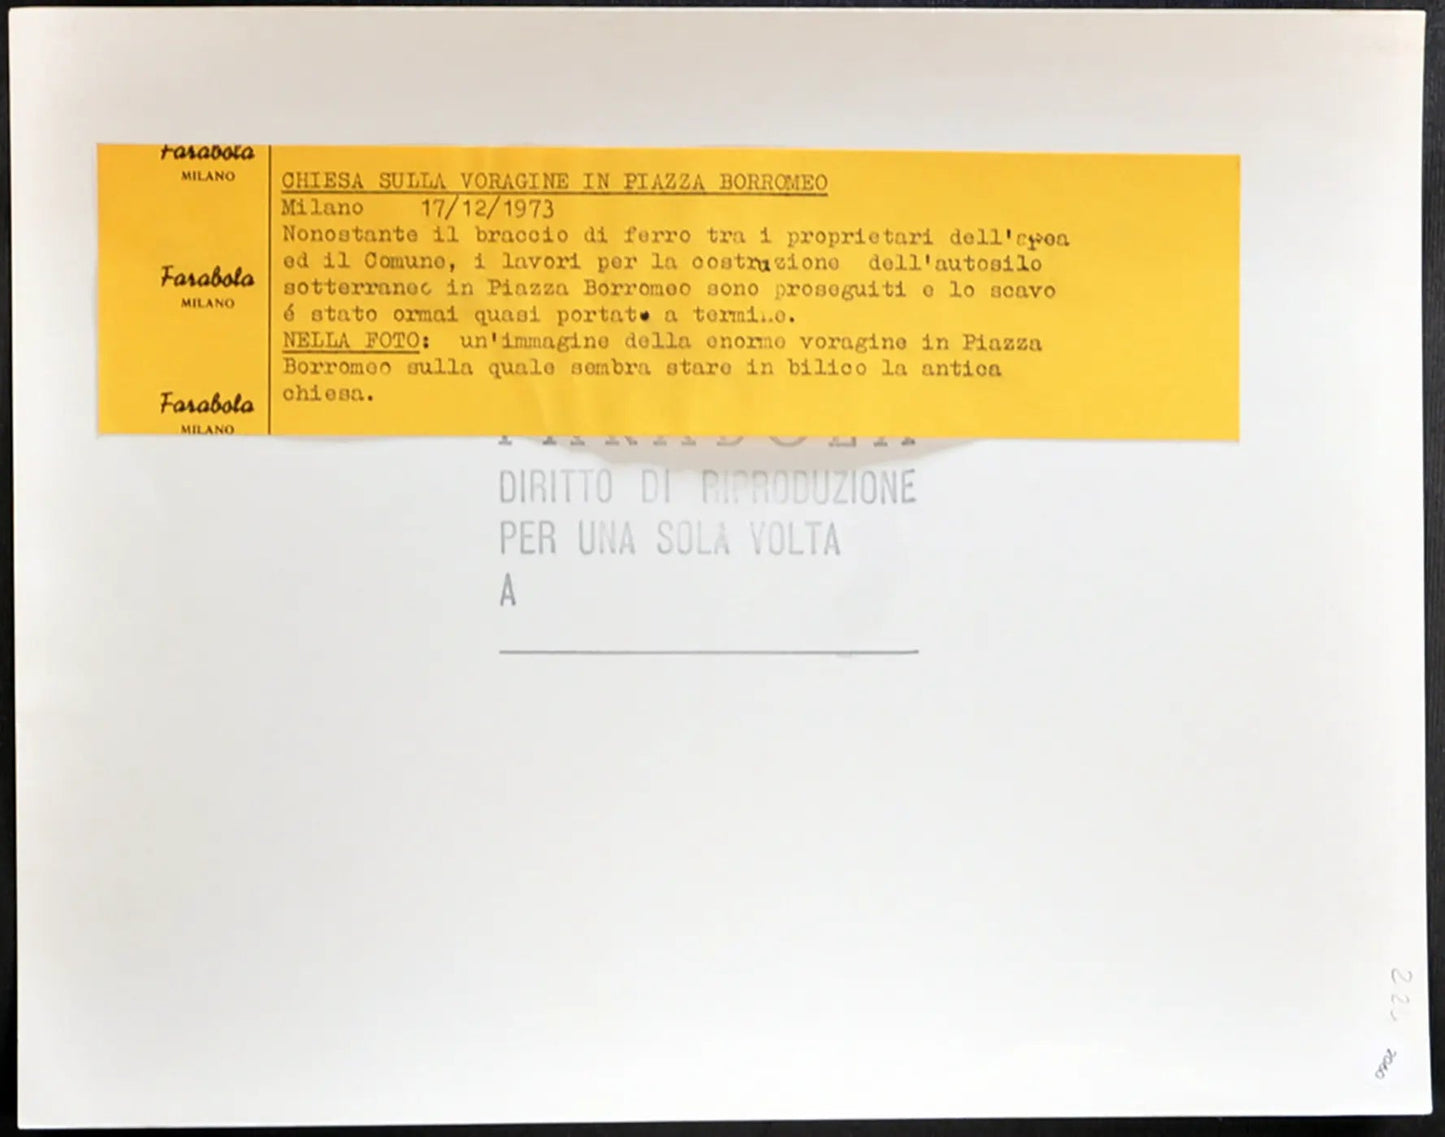 Farabola
MILANO
Farabola
MILANO
Farabola
MILANO
CHIESA SULLA VORAGINE IN PIAZZA BORROMEO
Milano 17/12/1973
Nonostante il braccio di ferro tra i proprietari dell'
ed il Comune, i lavori per la costruzione dell'autosilo
sotterraneo in Piazza Borromeo sono proseguiti e lo scavo
é stato ormai quasi portato a termine.
NELLA FOTO: un'immagine della enorme voragine in Piazza
Borromeo sulla quale sembra stare in bilico la antica
chiesa.
FARABOLA
DIRITTO DI RIPRODUZIONE
PER UNA SOLA VOLTA
A